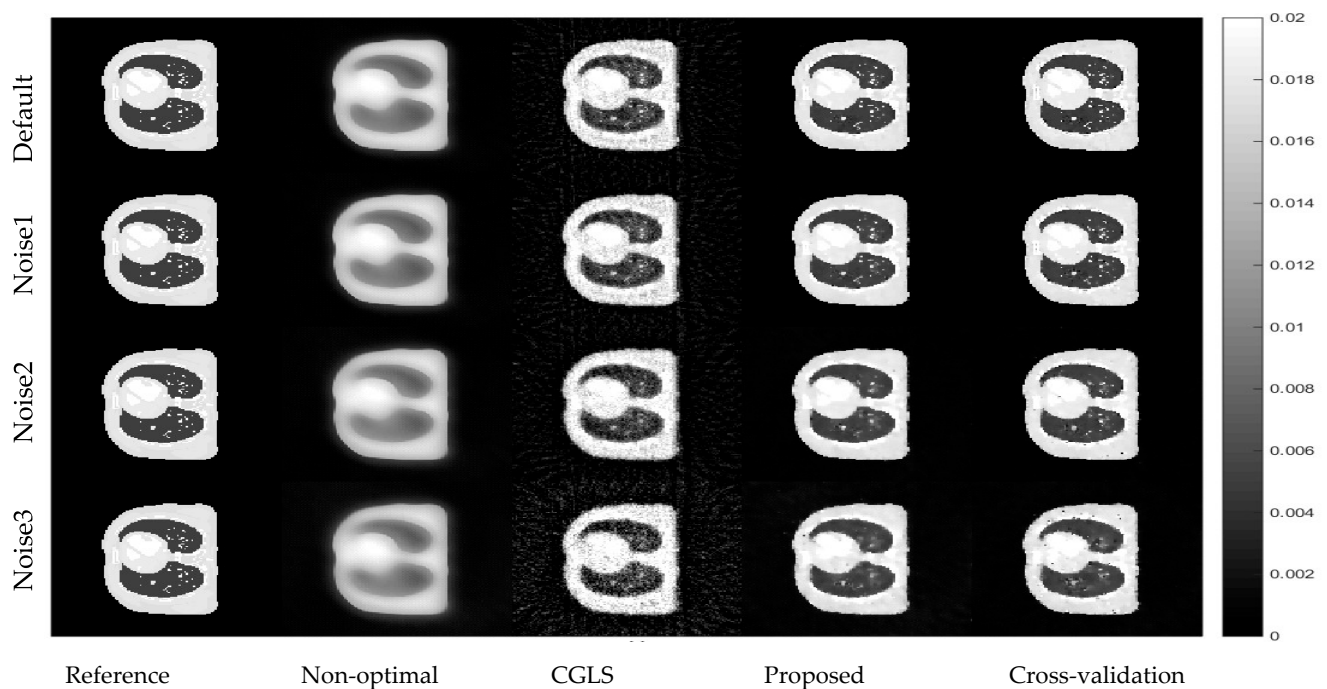 Default
Noise1
Noise2
Noise3
0.02
0.018
0.016
0.014
0.012
0.01
0.008
0.006
0.004
0.002
0
Reference Non-optimal CGLS Proposed Cross-validation